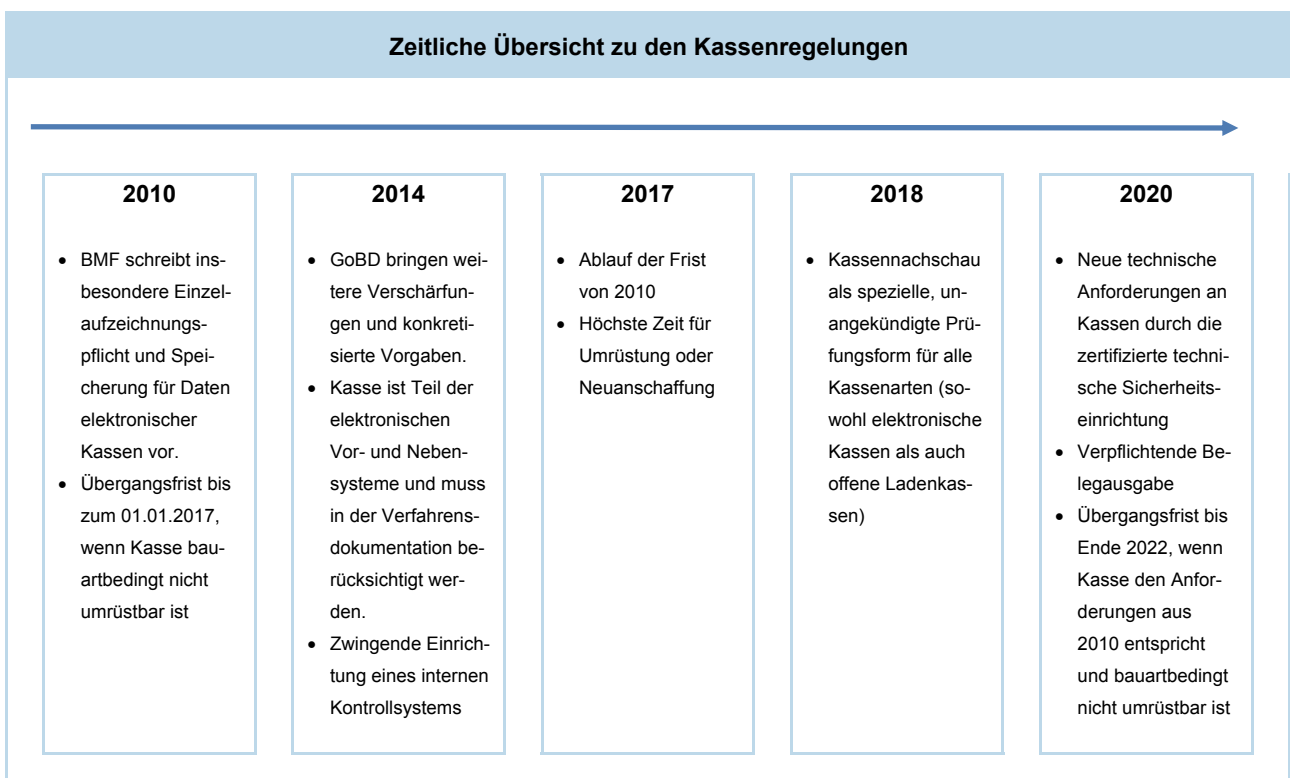 Zeitliche Übersicht zu den Kassenregelungen
2010
• BMF schreibt ins-
besondere Einzel-
aufzeichnungs-
pflicht und Spei-
cherung für Daten
elektronischer
Kassen vor.
• Übergangsfrist bis
zum 01.01.2017,
wenn Kasse bau-
artbedingt nicht
umrüstbar ist
2014
• GoBD bringen wei-
tere Verschärfun-
gen und konkreti-
sierte Vorgaben.
• Kasse ist Teil der
elektronischen
Vor- und Neben-
systeme und muss
in der Verfahrens-
dokumentation be-
rücksichtigt wer-
den.
• Zwingende Einrich-
tung eines internen
Kontrollsystems
2017
• Ablauf der Frist
von 2010
• Höchste Zeit für
Umrüstung oder
Neuanschaffung
2018
• Kassennachschau
als spezielle, un-
angekündigte Prü-
fungsform für alle
Kassenarten (so-
wohl elektronische
Kassen als auch
offene Ladenkas-
sen)
2020
• Neue technische
Anforderungen an
Kassen durch die
zertifizierte techni-
sche Sicherheits-
einrichtung
• Verpflichtende Be-
legausgabe
• Übergangsfrist bis
Ende 2022, wenn
Kasse den Anfor-
derungen aus
2010 entspricht
und bauartbedingt
nicht umrüstbar ist